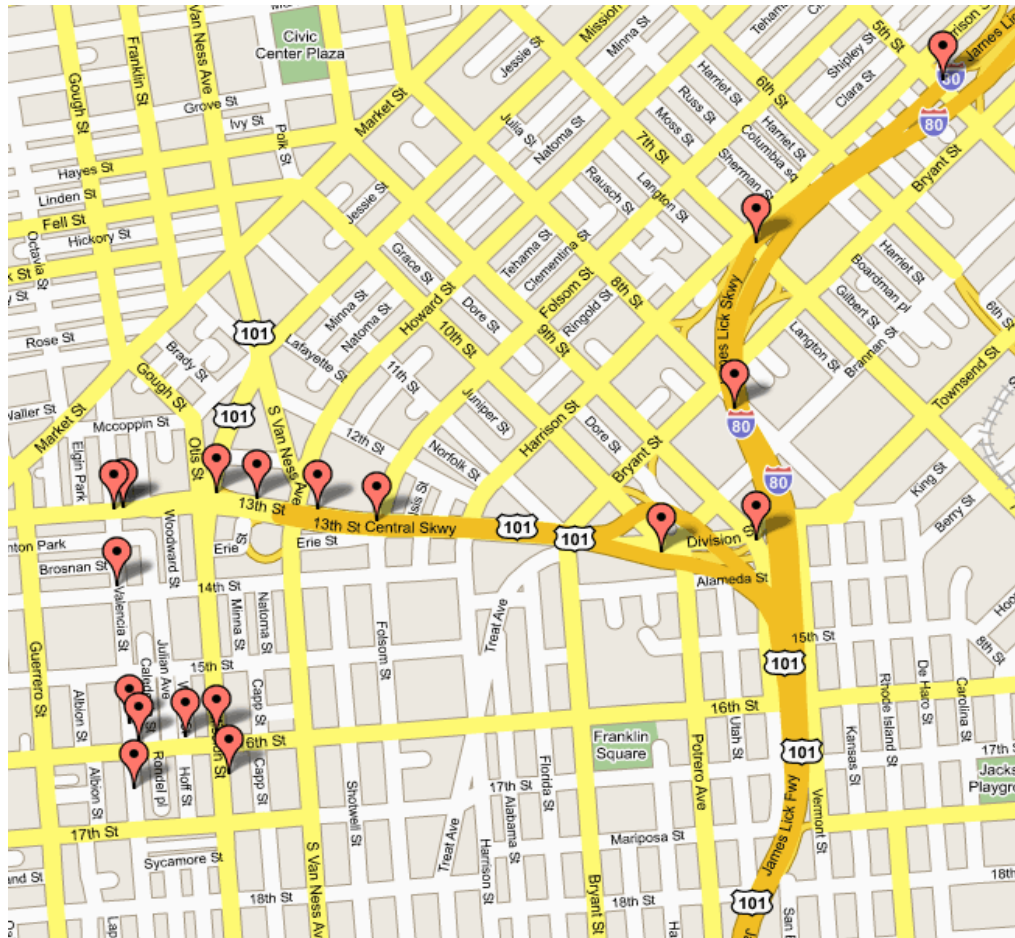 Civic
Center Plaza
Gough St
Franklin St
S Van Ness Ave
Mission
Minna St
Jessie St
Tehama
Shipley St
Clara St
5th St
James Lic
80
80
Harriet St
Russ St
Moss St
6th St
Grove St
Ivy St
Polk St
Market St
Julia St
Natoma St
7th St
Harriet St
Columbia sq
Sherman St
Bryant St
Hayes St
Linden St
Fell St
Hickory St
Octavia St
Jessie St
Rausch St
Langton St
Grace St
Tehama St
Clementina St
Folsom St
8th St
Harriet St
Boardman pl
Gilbert St
Langton St
Brannan St
6th St
Rose St
Minna St
Natoma St
Howard St
Dore St
10th St
9th St
Ringold St
James Lick Skwy
Townsend St
101
Lafayette St
Brady St
Gough St
11th St
Juniper St
Waller St
Market St
Mccoppin St
101
S Van Ness Ave
12th St
Norfolk St
Harrison St
Dore St
Bryant St
80
80
Elgin Park
Otis St
13th St
13th St Central Skwy
101
101
Division St
King St
Berry St
Woodward St
Erie St
Erie St
Brosnan St
14th St
Alameda St
Valencia St
Minna St
Natoma St
Folsom St
Treat Ave
15th St
8th St
Guerrero St
Julian Ave
15th St
101
Albion St
Capp St
16th St
Utah St
Rhode Island St
De Haro St
Carolina St
Franklin
Square
Potrero Ave
101
Kansas St
17th St
Albion St
Rondel pl
Hoff St
Capp St
Shotwell St
17th St
Florida St
Alabama St
17th St
Vermont St
Treat Ave
Harrison St
Mariposa St
James Lick Fwy
Sycamore St
S Van Ness Ave
18th St
18th St
Bryant St
101
18th